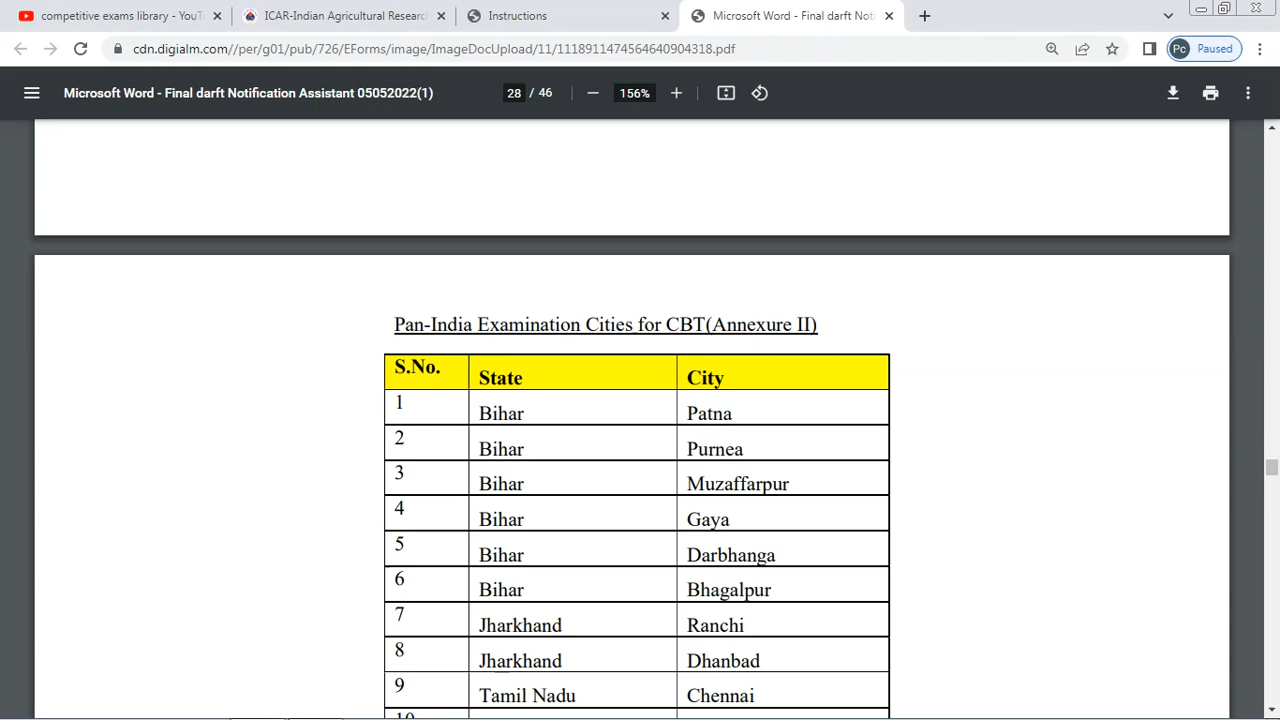 competitive exams library - YouT
ICAR-Indian Agricultural Researc
Instructions
Microsoft Word - Final darft Noti
cdn.digialm.com//per/g01/pub/726/EForms/image/ImageDocUpload/11/1118911474564640904318.pdf
Pc Paused
Microsoft Word - Final darft Notification Assistant 05052022(1)
28 / 46
156%
Pan-India Examination Cities for CBT(Annexure II)
S.No. State City
1 Bihar Patna
2 Bihar Purnea
3 Bihar Muzaffarpur
4 Bihar Gaya
5 Bihar Darbhanga
6 Bihar Bhagalpur
7 Jharkhand Ranchi
8 Jharkhand Dhanbad
9 Tamil Nadu Chennai
10